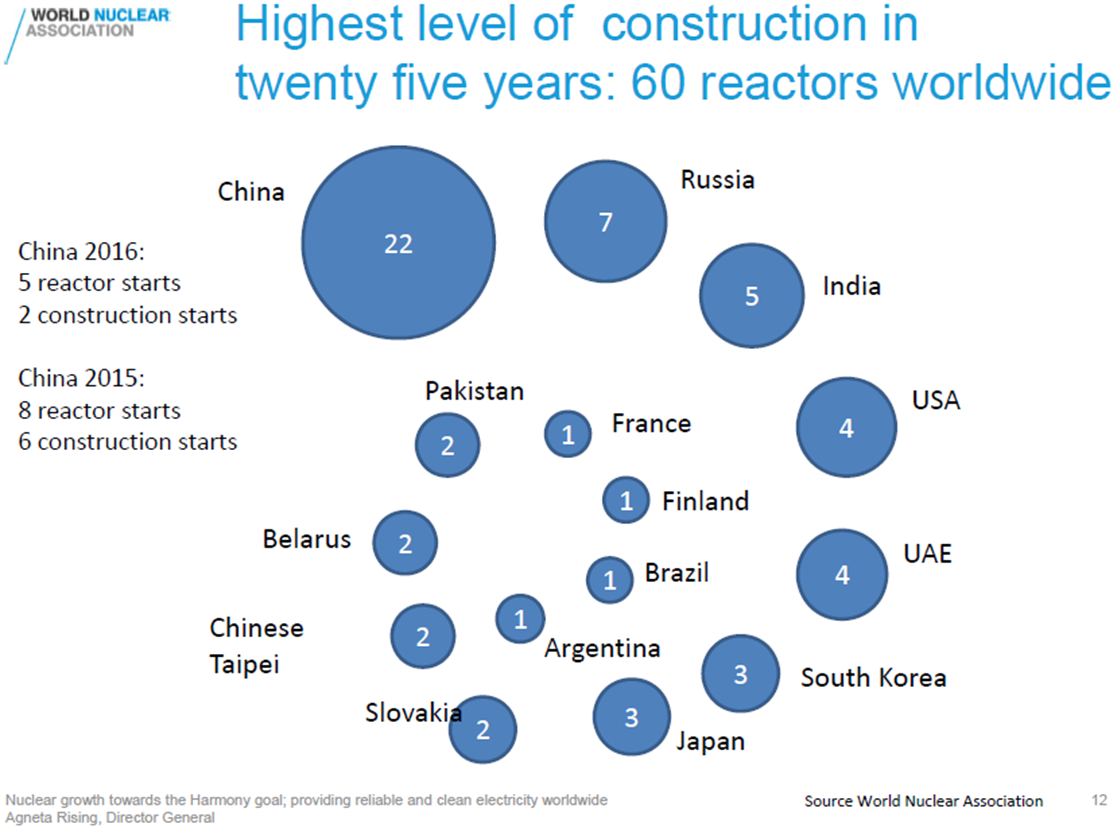 WORLD NUCLEAR
ASSOCIATION
Highest level of construction in
twenty five years: 60 reactors worldwide
China
22
7
Russia
5
India
China 2016:
5 reactor starts
2 construction starts
China 2015:
8 reactor starts
6 construction starts
Pakistan
2
1
France
4
USA
1
Finland
Belarus
2
1
Brazil
4
UAE
Chinese
Taipei
2
1
Argentina
3
South Korea
Slovakia
2
3
Japan
Nuclear growth towards the Harmony goal; providing reliable and clean electricity worldwide
Agneta Rising, Director General
Source World Nuclear Association
12